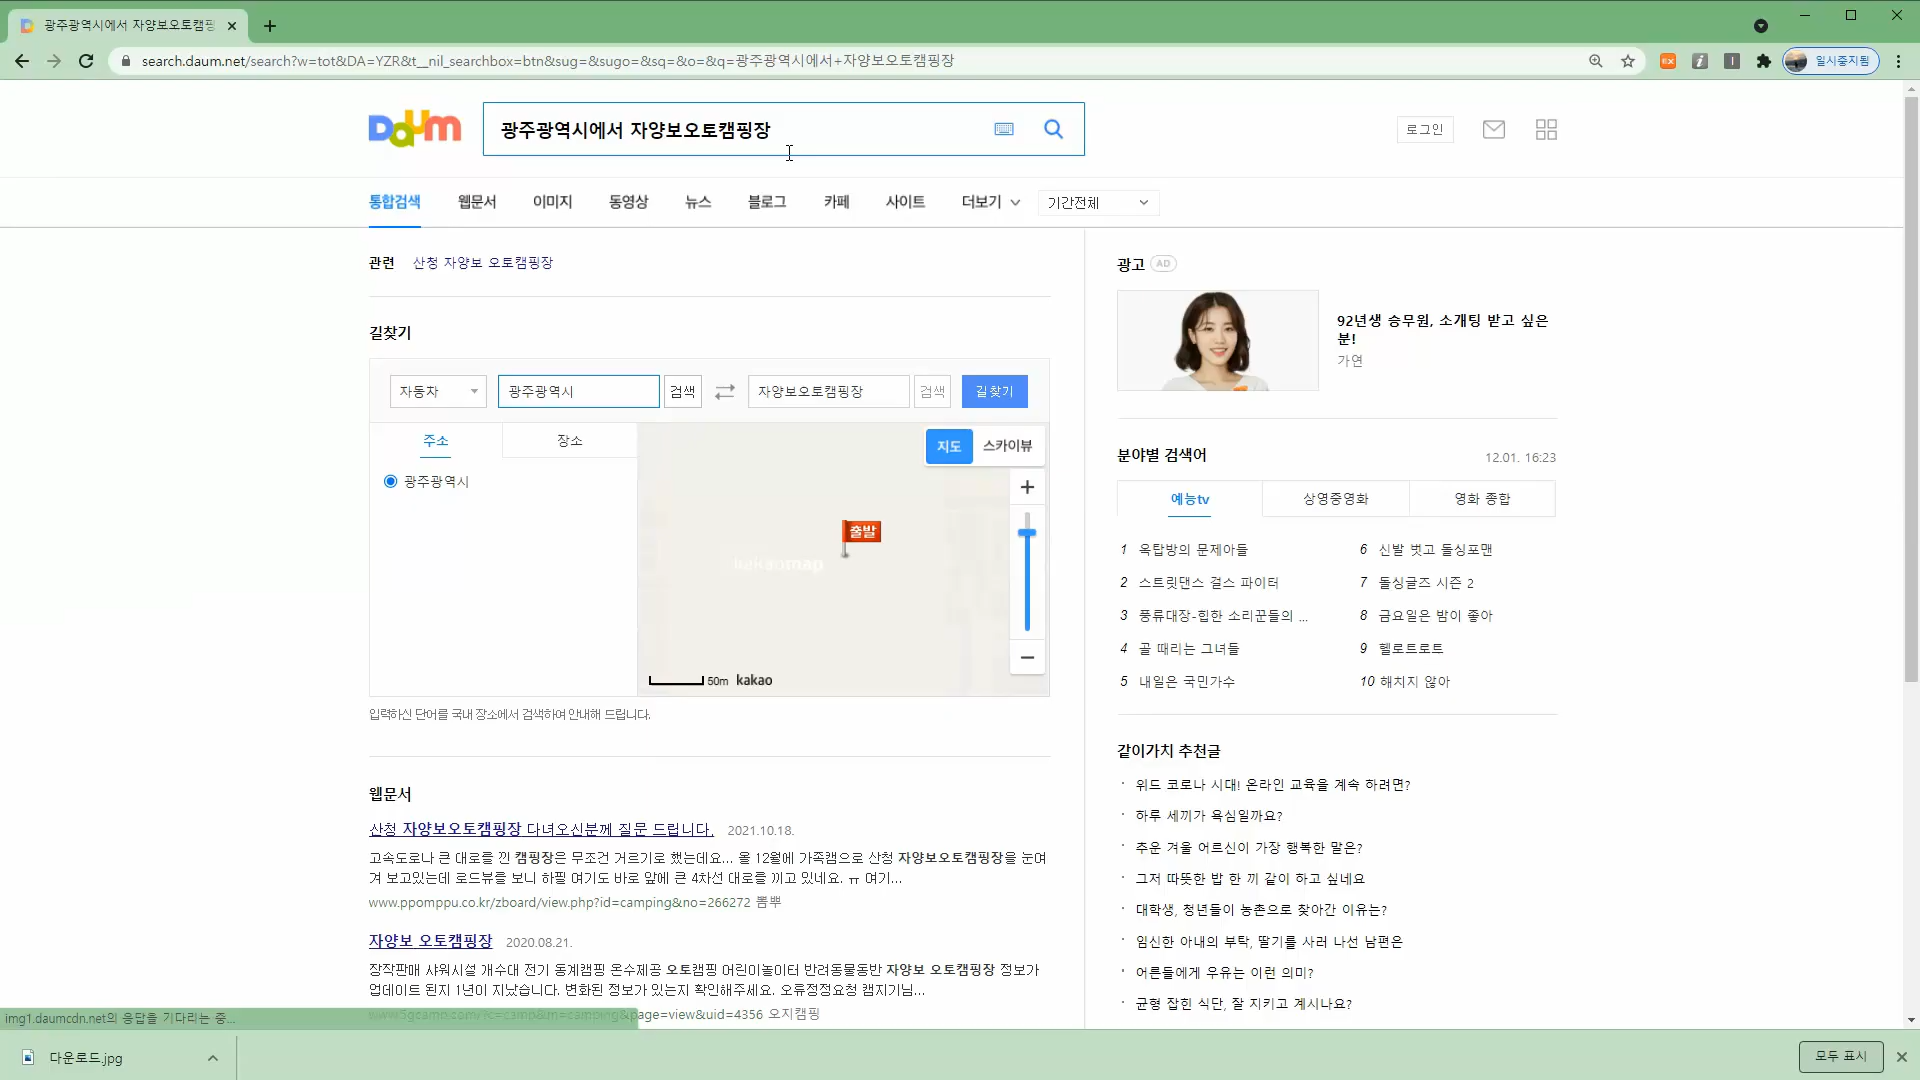 광주광역시에서 자양보오토캠핑
search.daum.net/search?w=tot&DA=YZR&t__nil_searchbox=btn&sug=&sugo=&sq=&o=&q=광주광역시에서+자양보오토캠핑장
일시중지됨
Daum
광주광역시에서 자양보오토캠핑장
로그인
통합검색 웹문서 이미지 동영상 뉴스 블로그 카페 사이트 더보기 기간전체
관련 산청 자양보 오토캠핑장
길찾기
자동차 광주광역시 검색 자양보오토캠핑장 검색 길찾기
주소 장소
광주광역시
지도 스카이뷰
출발
kakaomap
50m kakao
입력하신 단어를 국내 장소에서 검색하여 안내해 드립니다.
웹문서
산청 자양보오토캠핑장 다녀오신분께 질문 드립니다. 2021.10.18.
고속도로나 큰 대로를 낀 캠핑장은 무조건 거르기로 했는데요... 올 12월에 가족캠으로 산청 자양보오토캠핑장을 눈여
겨 보고있는데 로드뷰를 보니 하필 여기도 바로 앞에 큰 4차선 대로를 끼고 있네요. ㅠ 여기...
www.ppomppu.co.kr/zboard/view.php?id=camping&no=266272 뽐뿌
자양보 오토캠핑장 2020.08.21.
장작판매 샤워시설 개수대 전기 동계캠핑 온수제공 오토캠핑 어린이놀이터 반려동물동반 자양보 오토캠핑장 정보가
업데이트 된지 1년이 지났습니다. 변화된 정보가 있는지 확인해주세요. 오류정정요청 캠지기님...
www.5gcamp.com/?c=camp&m=camping&page=view&uid=4356 오지캠핑
광고 AD
92년생 승무원, 소개팅 받고 싶은
분!
가연
분야별 검색어 12.01. 16:23
예능tv 상영중영화 영화 종합
1 옥탑방의 문제아들
2 스트릿댄스 걸스 파이터
3 풍류대장-힙한 소리꾼들의 ...
4 골 때리는 그녀들
5 내일은 국민가수
6 신발 벗고 돌싱포맨
7 돌싱글즈 시즌 2
8 금요일은 밤이 좋아
9 헬로트로트
10 해치지 않아
같이가치 추천글
위드 코로나 시대! 온라인 교육을 계속 하려면?
하루 세끼가 욕심일까요?
추운 겨울 어르신이 가장 행복한 말은?
그저 따뜻한 밥 한 끼 같이 하고 싶네요
대학생, 청년들이 농촌으로 찾아간 이유는?
임신한 아내의 부탁, 딸기를 사러 나선 남편은
어른들에게 우유는 이런 의미?
균형 잡힌 식단, 잘 지키고 계시나요?
img1.daumcdn.net의 응답을 기다리는 중...
다운로드.jpg
모두 표시